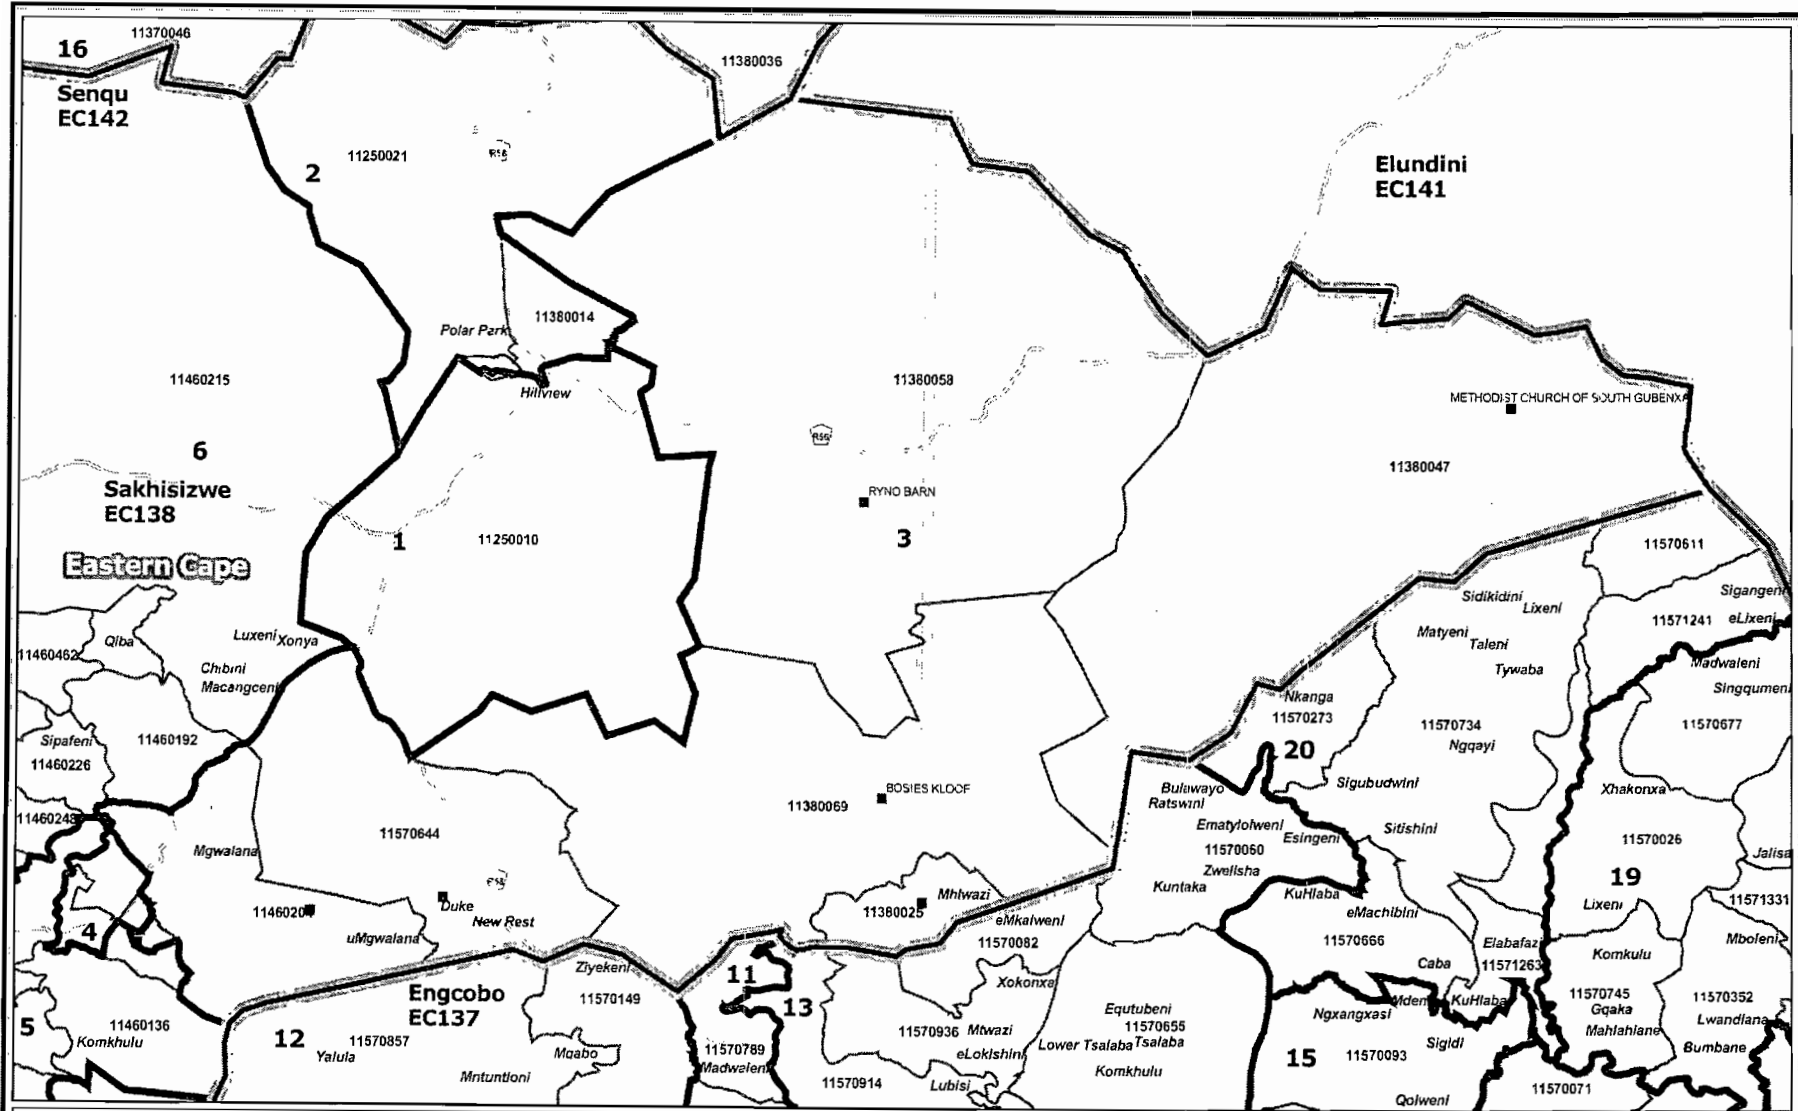 11370046
16
Senqu
EC142
11380036
2
11250021
R56
Elundini
EC141
11380014
Polar Park
Hillview
11460215
11380058
METHODIST CHURCH OF SOUTH GUBENXA
R56
6
11380047
Sakhisizwe
EC138
RYNO BARN
1
11250010
3
11570611
Eastern Cape
Sigangeni
Sidikidini
Lixeni
11571241
eLixeni
Qiba
Luxeni
Xonya
Matyeni
Taleni
11460462
Chibini
Macangceni
Tywaba
Madwaleni
Singqumeni
Nkanga
11570273
11570734
11570677
Sipafeni
11460192
Ngqayi
20
11460226
Bulawayo
Ratswini
Sigubudwini
Xhakonxa
BOSIES KLOOF
11380069
11460248
11570644
Ematylolweni
Esingeni
Sitishini
11570026
Mgwalana
11570060
Jalisa
Zwelisha
Kuntaka
KuHlaba
19
Mhlwazi
11380025
1146020
Duke
New Rest
eMkalweni
eMachibini
Lixeni
11571331
4
uMgwalana
11570082
11570666
Elabafazi
Komkulu
Mboleni
Ziyekeni
11
Caba
11571263
Xokonxa
Engcobo
EC137
11570149
13
Mdeni
KuHlaba
11570745
Gqaka
11570352
5
11460136
Komkhulu
12
11570857
Yalula
Equtubeni
11570655
Ngxangxasi
Mahlahlane
Lwandlana
11570936
Mtwazi
Lower Tsalaba
Tsalaba
Sigidi
Bumbane
Mqabo
11570789
Madwaleni
eLokishini
15
11570093
Mntuntloni
11570914
Lubisi
Komkhulu
Qolweni
11570071